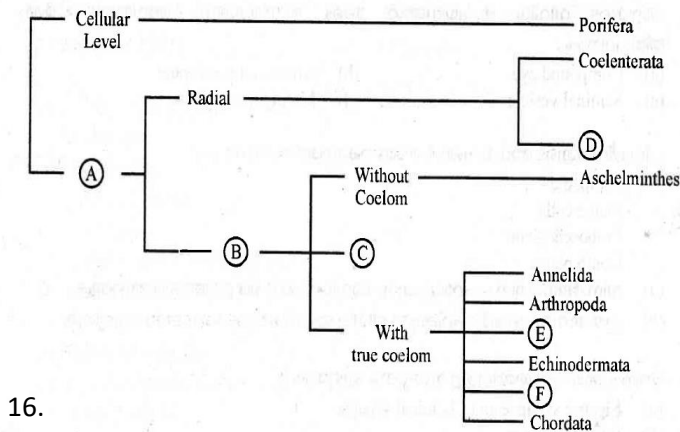 Cellular
Level
Porifera
Coelenterata
Radial
D
A
Without
Coelom
Aschelminthes
B
C
Annelida
Arthropoda
With
true coelom
E
Echinodermata
F
Chordata
16.